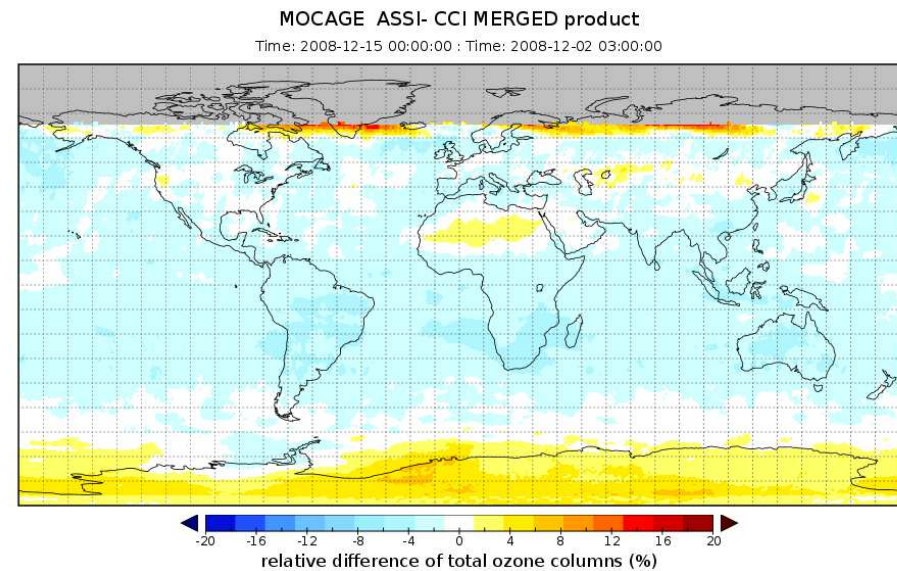 MOCAGE ASSI- CCI MERGED product
Time: 2008-12-15 00:00:00 : Time: 2008-12-02 03:00:00
-20 -16 -12 -8 -4 0 4 8 12 16 20
relative difference of total ozone columns (%)